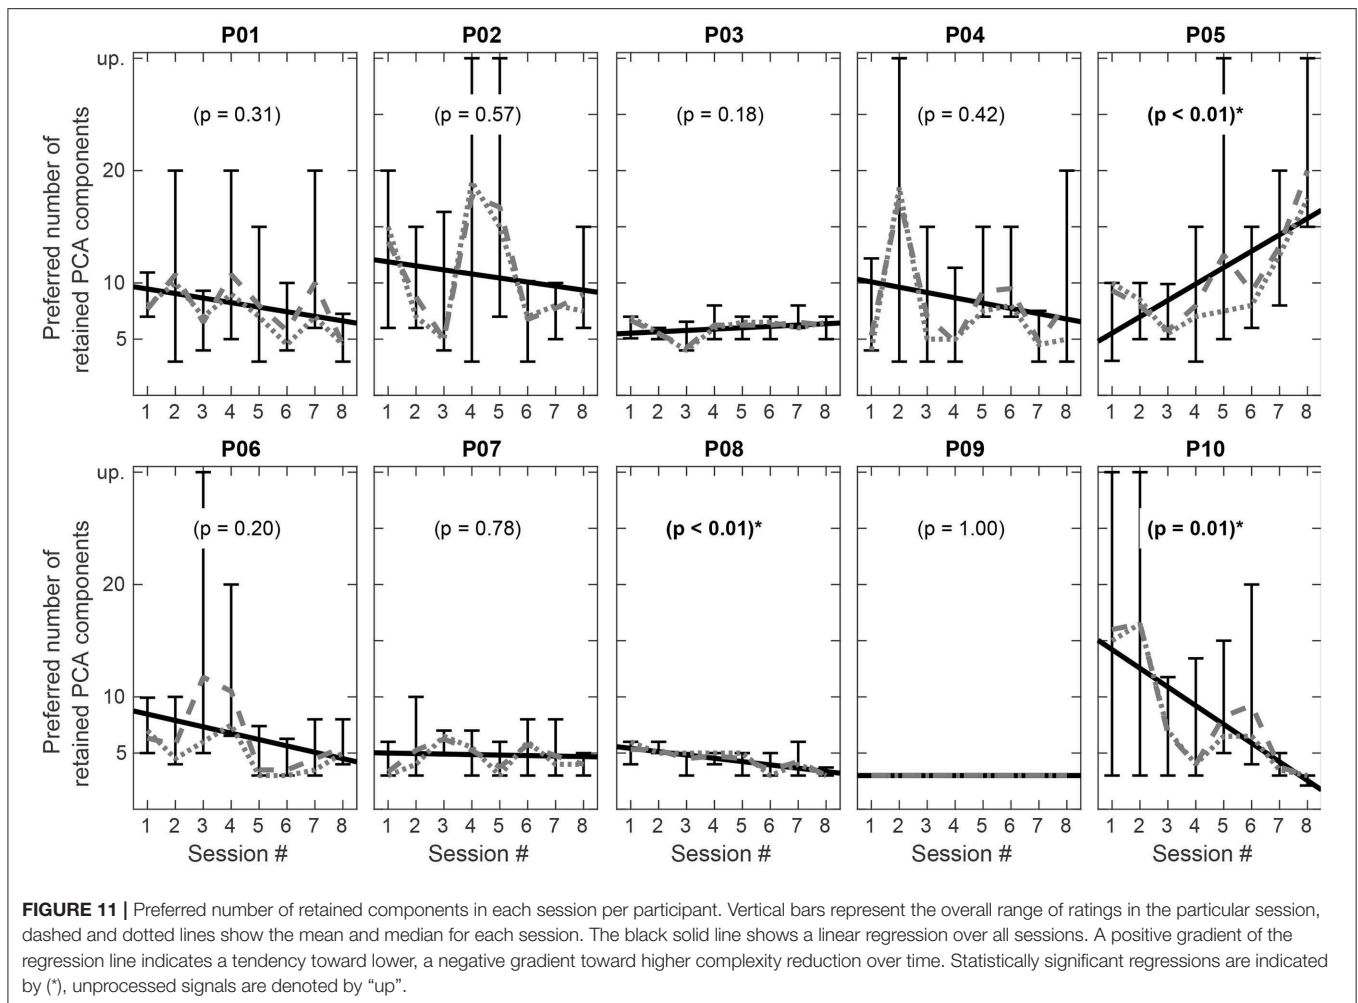 P01 P02 P03 P04 P05
up.
20
10
5
Preferred number of
retained PCA components
(p = 0.31) (p = 0.57) (p = 0.18) (p = 0.42) (p < 0.01)*
1 2 3 4 5 6 7 8 1 2 3 4 5 6 7 8 1 2 3 4 5 6 7 8 1 2 3 4 5 6 7 8 1 2 3 4 5 6 7 8
P06 P07 P08 P09 P10
up.
20
10
5
Preferred number of
retained PCA components
(p = 0.20) (p = 0.78) (p < 0.01)* (p = 1.00) (p = 0.01)*
1 2 3 4 5 6 7 8 1 2 3 4 5 6 7 8 1 2 3 4 5 6 7 8 1 2 3 4 5 6 7 8 1 2 3 4 5 6 7 8
Session # Session # Session # Session # Session #
FIGURE 11 | Preferred number of retained components in each session per participant. Vertical bars represent the overall range of ratings in the particular session,
dashed and dotted lines show the mean and median for each session. The black solid line shows a linear regression over all sessions. A positive gradient of the
regression line indicates a tendency toward lower, a negative gradient toward higher complexity reduction over time. Statistically significant regressions are indicated
by (*), unprocessed signals are denoted by “up”.